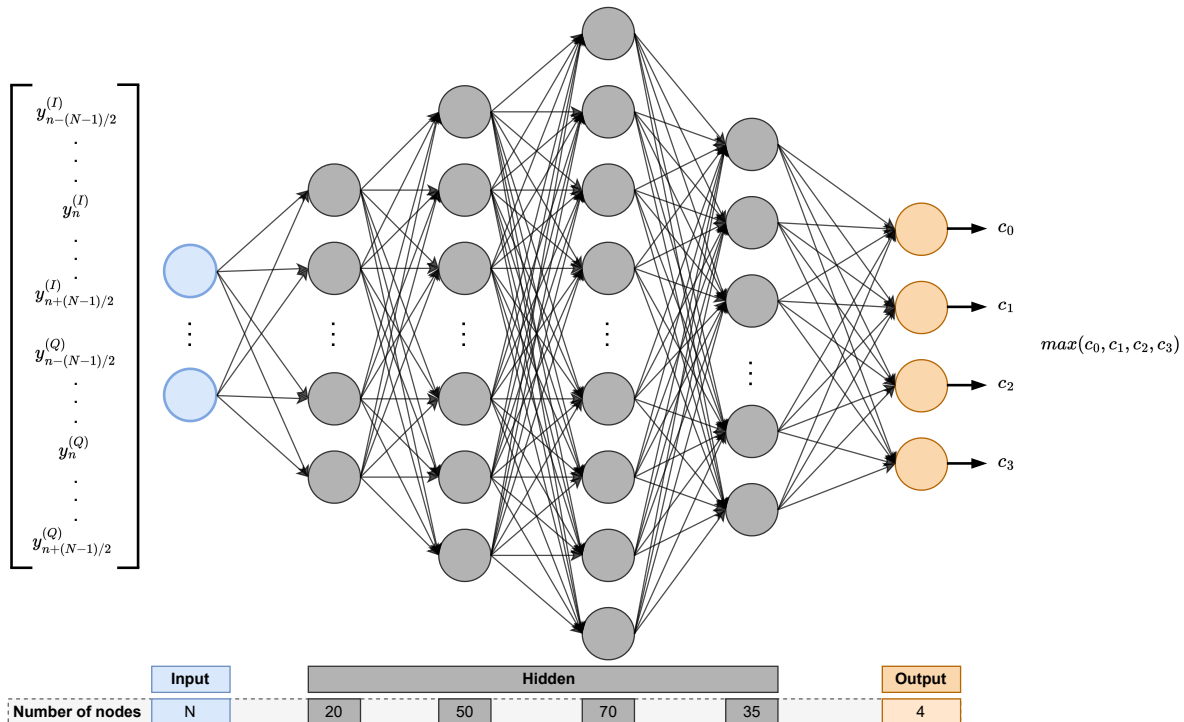 y_{n-(N-1)/2}^{(I)}
.
.
.
y_n^{(I)}
.
.
.
y_{n+(N-1)/2}^{(I)}
y_{n-(N-1)/2}^{(Q)}
.
.
.
y_n^{(Q)}
.
.
.
y_{n+(N-1)/2}^{(Q)}
⋮ ⋮ ⋮ ⋮ ⋮
c_0
c_1
c_2
c_3
max(c_0, c_1, c_2, c_3)
Input Hidden Output
Number of nodes N 20 50 70 35 4